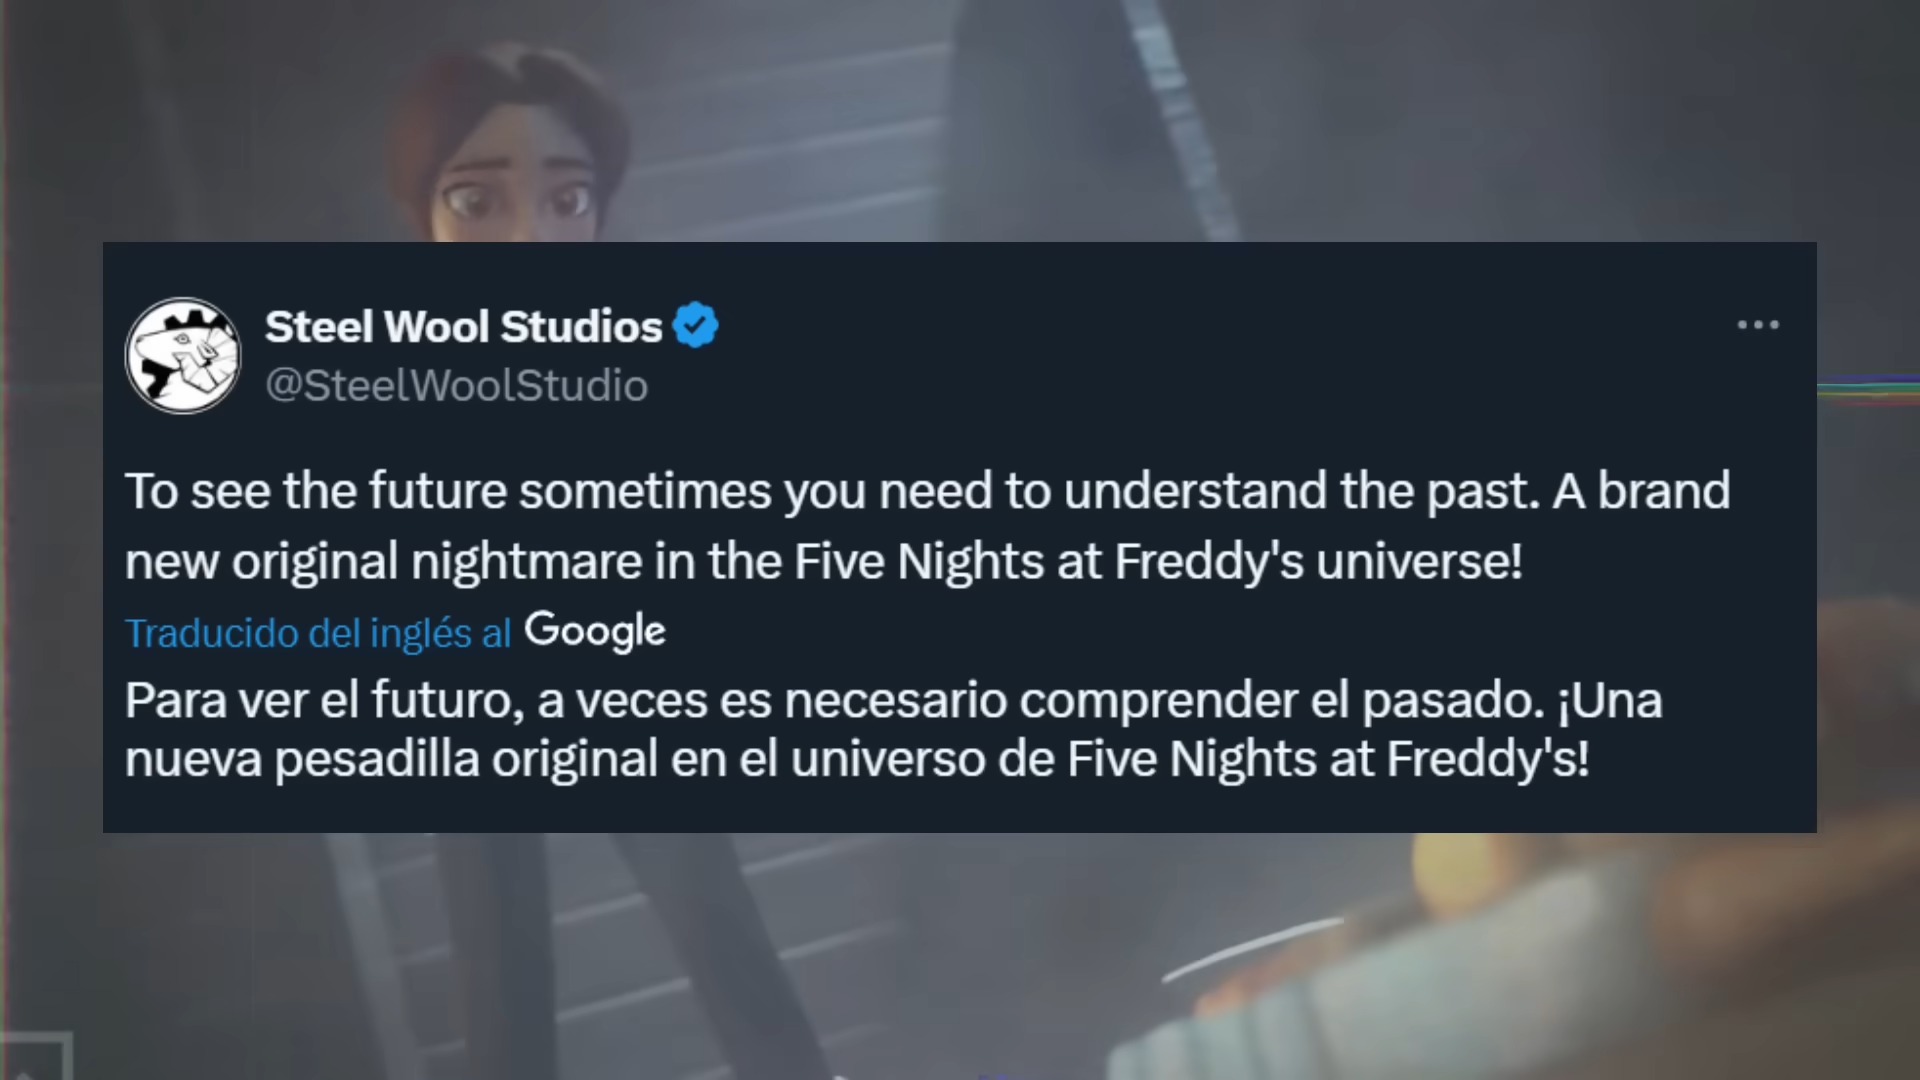 Steel Wool Studios
@SteelWoolStudio
To see the future sometimes you need to understand the past. A brand
new original nightmare in the Five Nights at Freddy's universe!
Traducido del inglés al Google
Para ver el futuro, a veces es necesario comprender el pasado. ¡Una
nueva pesadilla original en el universo de Five Nights at Freddy's!